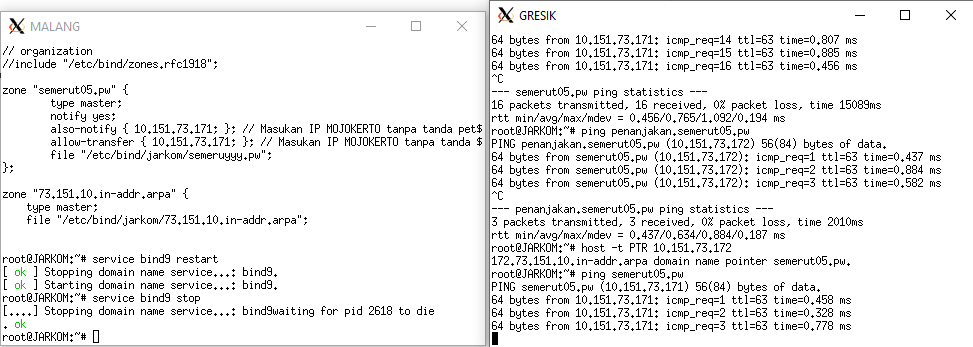 MALANG
// organization
//include "/etc/bind/zones.rfc1918";
zone "semerut05.pw" {
type master;
notify yes;
also-notify { 10.151.73.171; }; // Masukan IP MOJOKERTO tanpa tanda pet$
allow-transfer { 10.151.73.171; }; // Masukan IP MOJOKERTO tanpa tanda $
file "/etc/bind/jarkom/semeruyyy.pw";
};
zone "73.151.10.in-addr.arpa" {
type master;
file "/etc/bind/jarkom/73.151.10.in-addr.arpa";
root@JARKOM:~# service bind9 restart
[ ok ] Stopping domain name service...: bind9.
[ ok ] Starting domain name service...: bind9.
root@JARKOM:~# service bind9 stop
[....] Stopping domain name service...: bind9waiting for pid 2618 to die
. ok
root@JARKOM:~#
GRESIK
64 bytes from 10.151.73.171: icmp_req=14 ttl=63 time=0.807 ms
64 bytes from 10.151.73.171: icmp_req=15 ttl=63 time=0.885 ms
64 bytes from 10.151.73.171: icmp_req=16 ttl=63 time=0.456 ms
^C
--- semerut05.pw ping statistics ---
16 packets transmitted, 16 received, 0% packet loss, time 15089ms
rtt min/avg/max/mdev = 0.456/0.765/1.092/0.194 ms
root@JARKOM:~# ping penanjakan.semerut05.pw
PING penanjakan.semerut05.pw (10.151.73.172) 56(84) bytes of data.
64 bytes from semerut05.pw (10.151.73.172): icmp_req=1 ttl=63 time=0.437 ms
64 bytes from semerut05.pw (10.151.73.172): icmp_req=2 ttl=63 time=0.884 ms
64 bytes from semerut05.pw (10.151.73.172): icmp_req=3 ttl=63 time=0.582 ms
^C
--- penanjakan.semerut05.pw ping statistics ---
3 packets transmitted, 3 received, 0% packet loss, time 2010ms
rtt min/avg/max/mdev = 0.437/0.634/0.884/0.187 ms
root@JARKOM:~# host -t PTR 10.151.73.172
172.73.151.10.in-addr.arpa domain name pointer semerut05.pw.
root@JARKOM:~# ping semerut05.pw
PING semerut05.pw (10.151.73.171) 56(84) bytes of data.
64 bytes from 10.151.73.171: icmp_req=1 ttl=63 time=0.458 ms
64 bytes from 10.151.73.171: icmp_req=2 ttl=63 time=0.328 ms
64 bytes from 10.151.73.171: icmp_req=3 ttl=63 time=0.778 ms